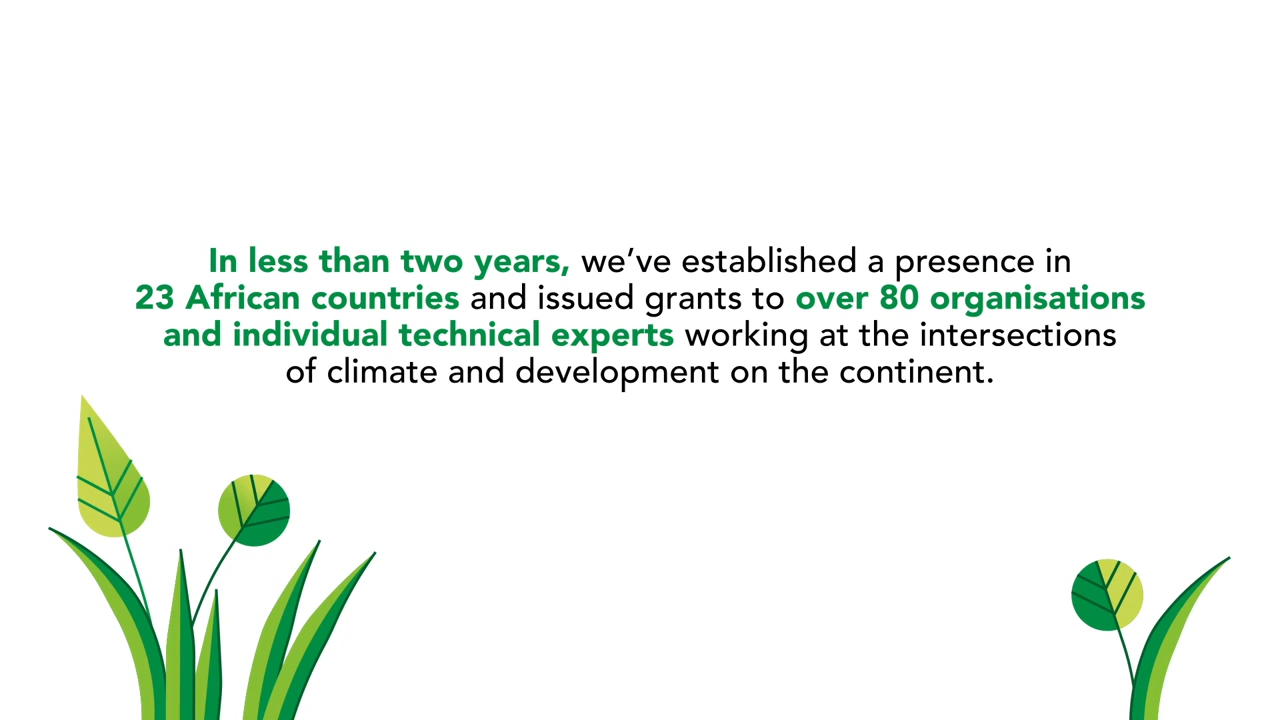 In less than two years, we’ve established a presence in
23 African countries and issued grants to over 80 organisations
and individual technical experts working at the intersections
of climate and development on the continent.